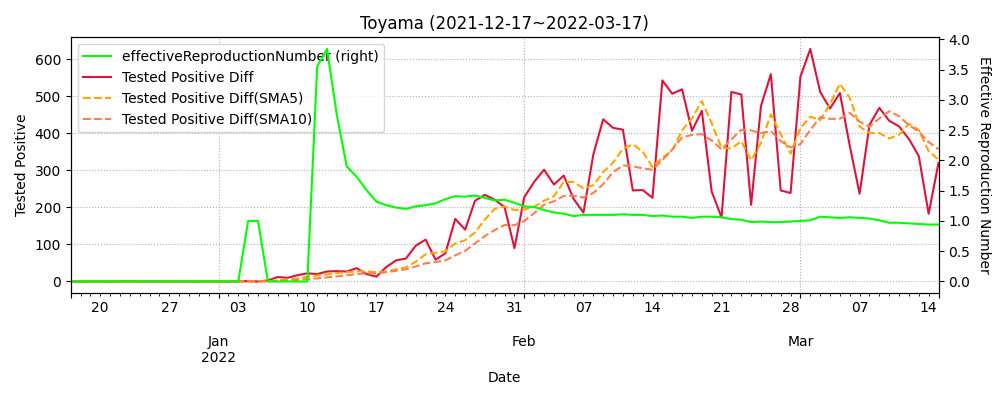 Toyama (2021-12-17~2022-03-17)
effectiveReproductionNumber (right)
Tested Positive Diff
Tested Positive Diff(SMA5)
Tested Positive Diff(SMA10)
Tested Positive
600
500
400
300
200
100
0
4.0
3.5
3.0
2.5
2.0
1.5
1.0
0.5
0.0
Effective Reproduction Number
20 27 03 10 17 24 31 07 14 21 28 07 14
Jan Feb Mar
2022
Date